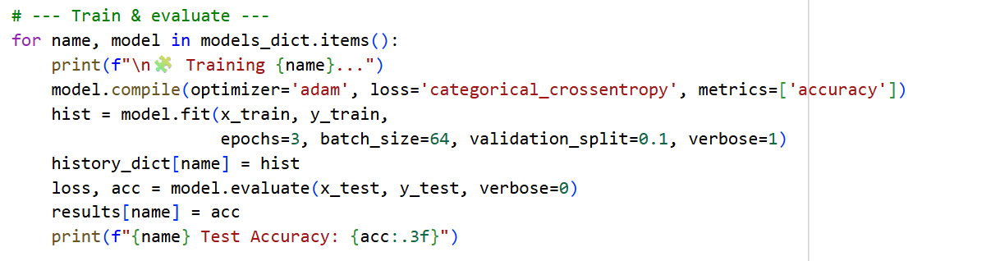 # --- Train & evaluate ---
for name, model in models_dict.items():
    print(f"\n🧩 Training {name}...")
    model.compile(optimizer='adam', loss='categorical_crossentropy', metrics=['accuracy'])
    hist = model.fit(x_train, y_train,
                     epochs=3, batch_size=64, validation_split=0.1, verbose=1)
    history_dict[name] = hist
    loss, acc = model.evaluate(x_test, y_test, verbose=0)
    results[name] = acc
    print(f"{name} Test Accuracy: {acc:.3f}")